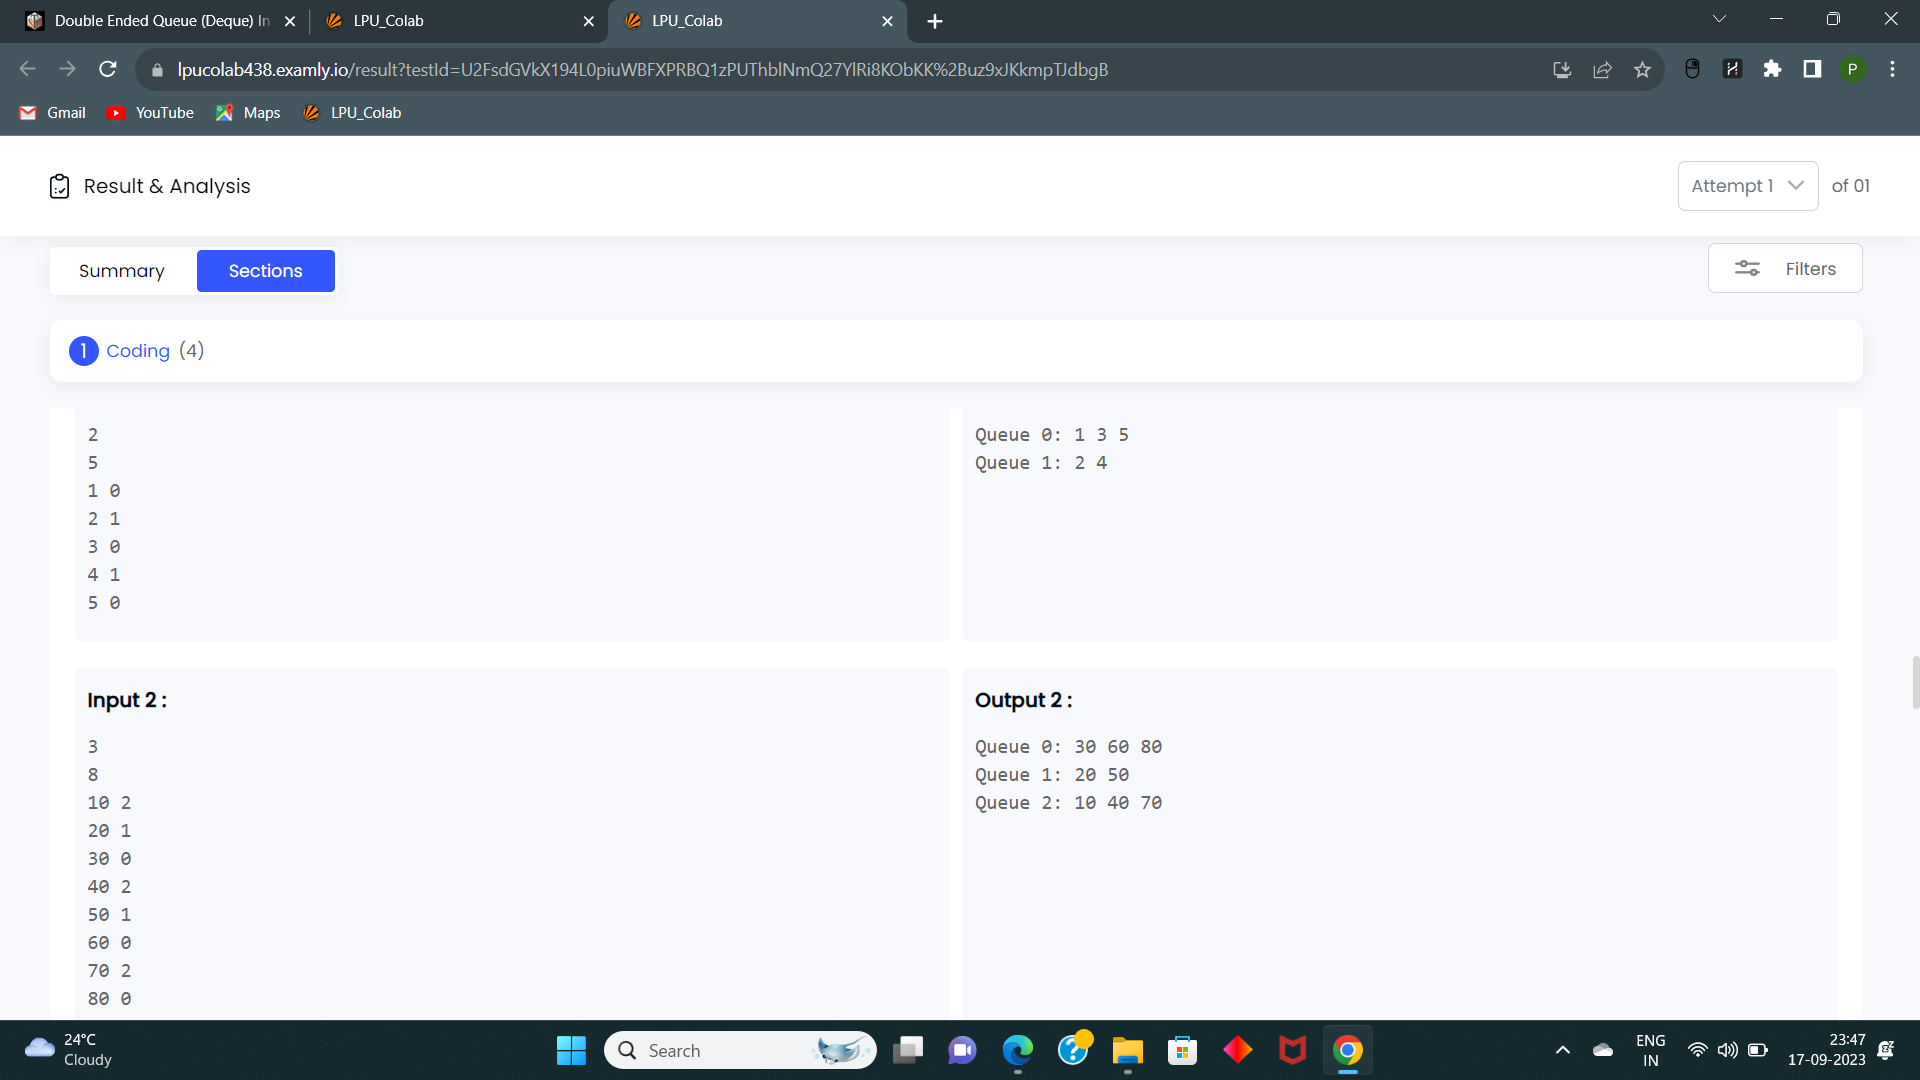 Double Ended Queue (Deque) In
LPU_Colab
LPU_Colab
lpucolab438.examly.io/result?testId=U2FsdGVkX194L0piuWBFXPRBQ1zPUThblNmQ27YlRi8KObKK%2Buz9xJKkmpTJdbgB
P
Gmail
YouTube
Maps
LPU_Colab
Result & Analysis
Attempt 1
of 01
Summary
Sections
Filters
1 Coding (4)
2
5
1 0
2 1
3 0
4 1
5 0
Queue 0: 1 3 5
Queue 1: 2 4
Input 2 :
3
8
10 2
20 1
30 0
40 2
50 1
60 0
70 2
80 0
Output 2 :
Queue 0: 30 60 80
Queue 1: 20 50
Queue 2: 10 40 70
24°C
Cloudy
Search
ENG
IN
23:47
17-09-2023